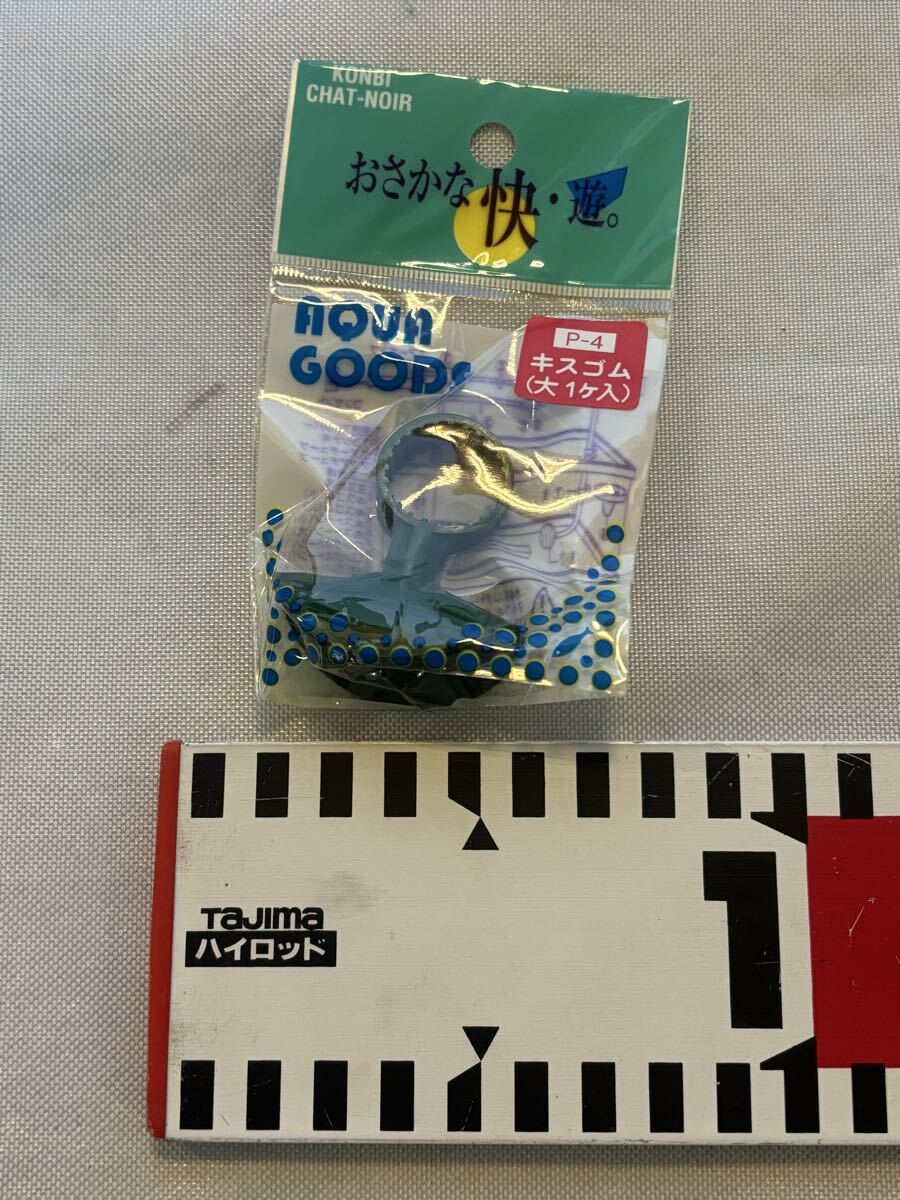 KONBI
CHAT-NOIR
おさかな快・遊。
AQUA
GOODS
P-4
キスゴム
(大1ケ入)
TaJIma
ハイロッド
1